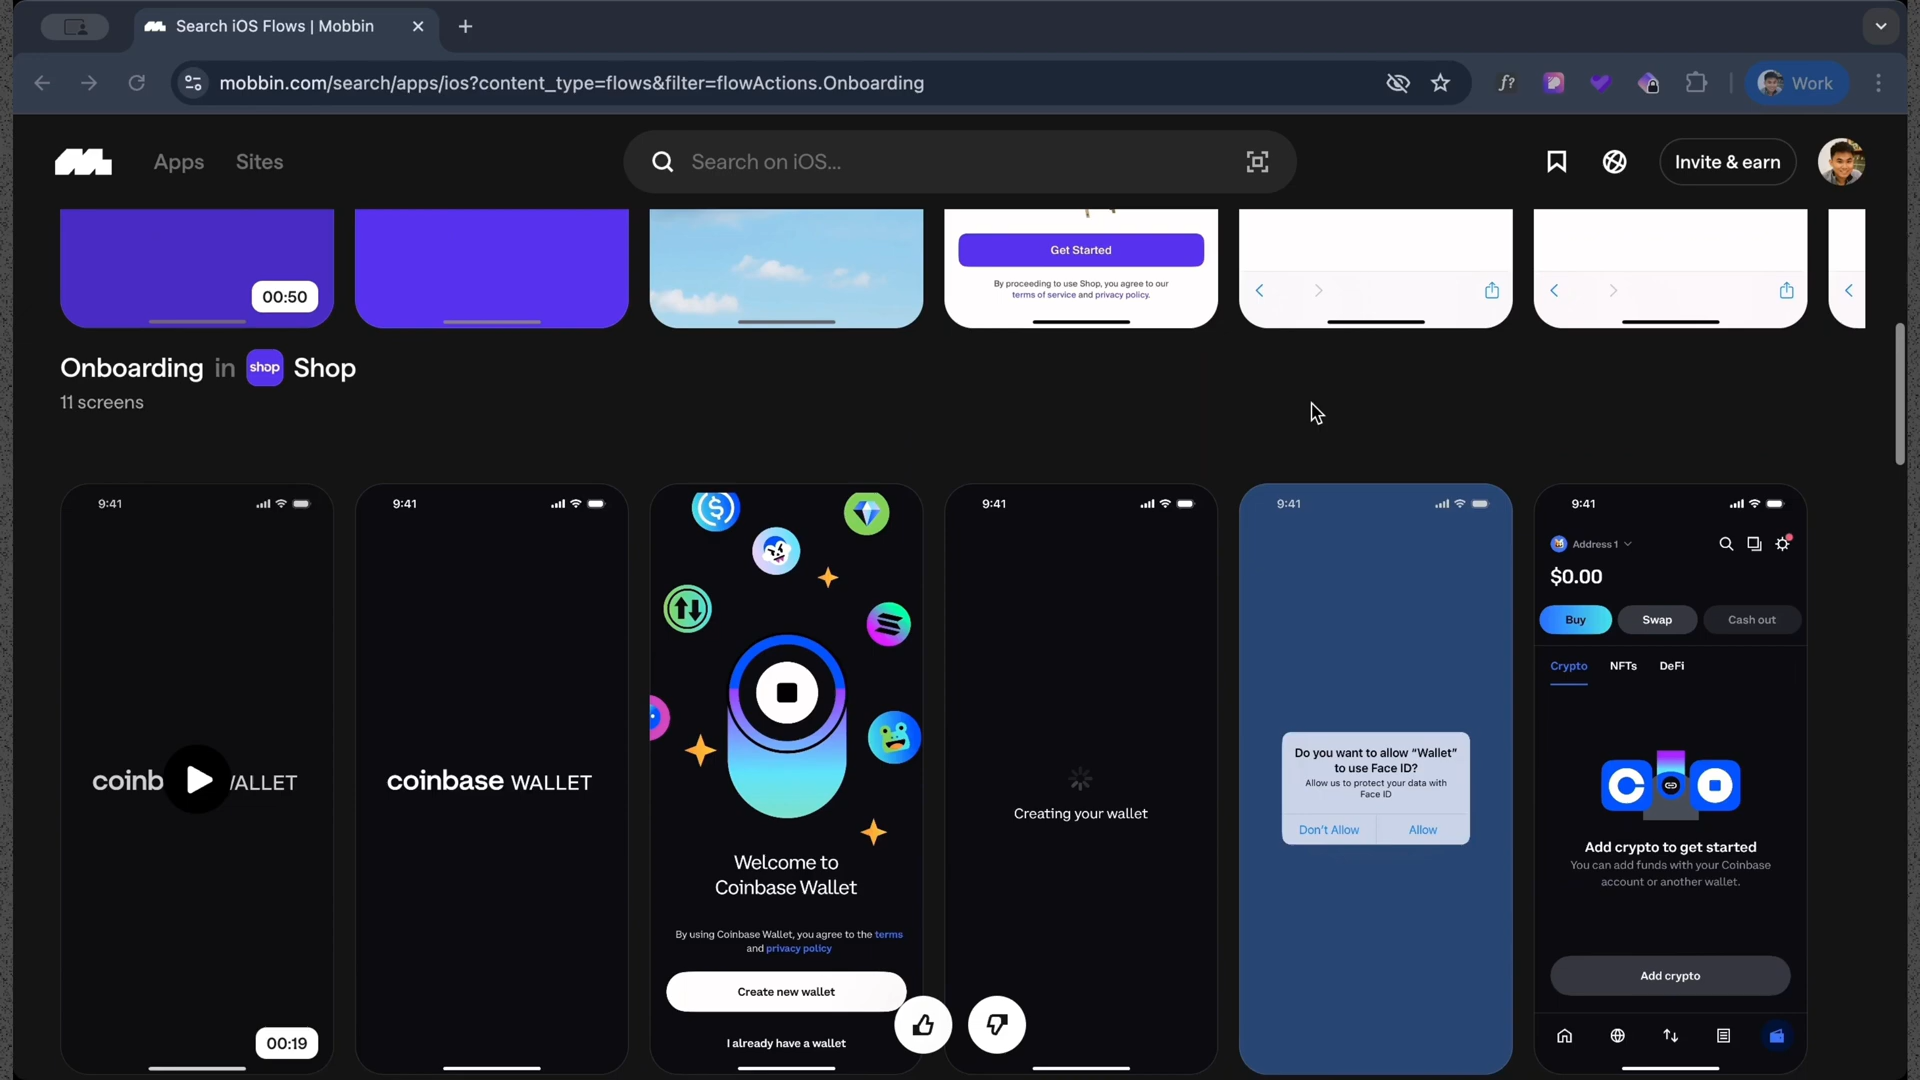 Search iOS Flows | Mobbin
mobbin.com/search/apps/ios?content_type=flows&filter=flowActions.Onboarding
f?
Work
Apps
Sites
Search on iOS...
Invite & earn
00:50
Get Started
By proceeding to use Shop, you agree to our
terms of service and privacy policy.
Onboarding in shop Shop
11 screens
9:41
coinb
WALLET
00:19
9:41
coinbase WALLET
Welcome to
Coinbase Wallet
By using Coinbase Wallet, you agree to the terms
and privacy policy
Create new wallet
I already have a wallet
9:41
Creating your wallet
9:41
Do you want to allow “Wallet”
to use Face ID?
Allow us to protect your data with
Face ID
Don't Allow
Allow
9:41
Address 1
$0.00
Buy
Swap
Cash out
Crypto
NFTs
DeFi
Add crypto to get started
You can add funds with your Coinbase
account or another wallet.
Add crypto